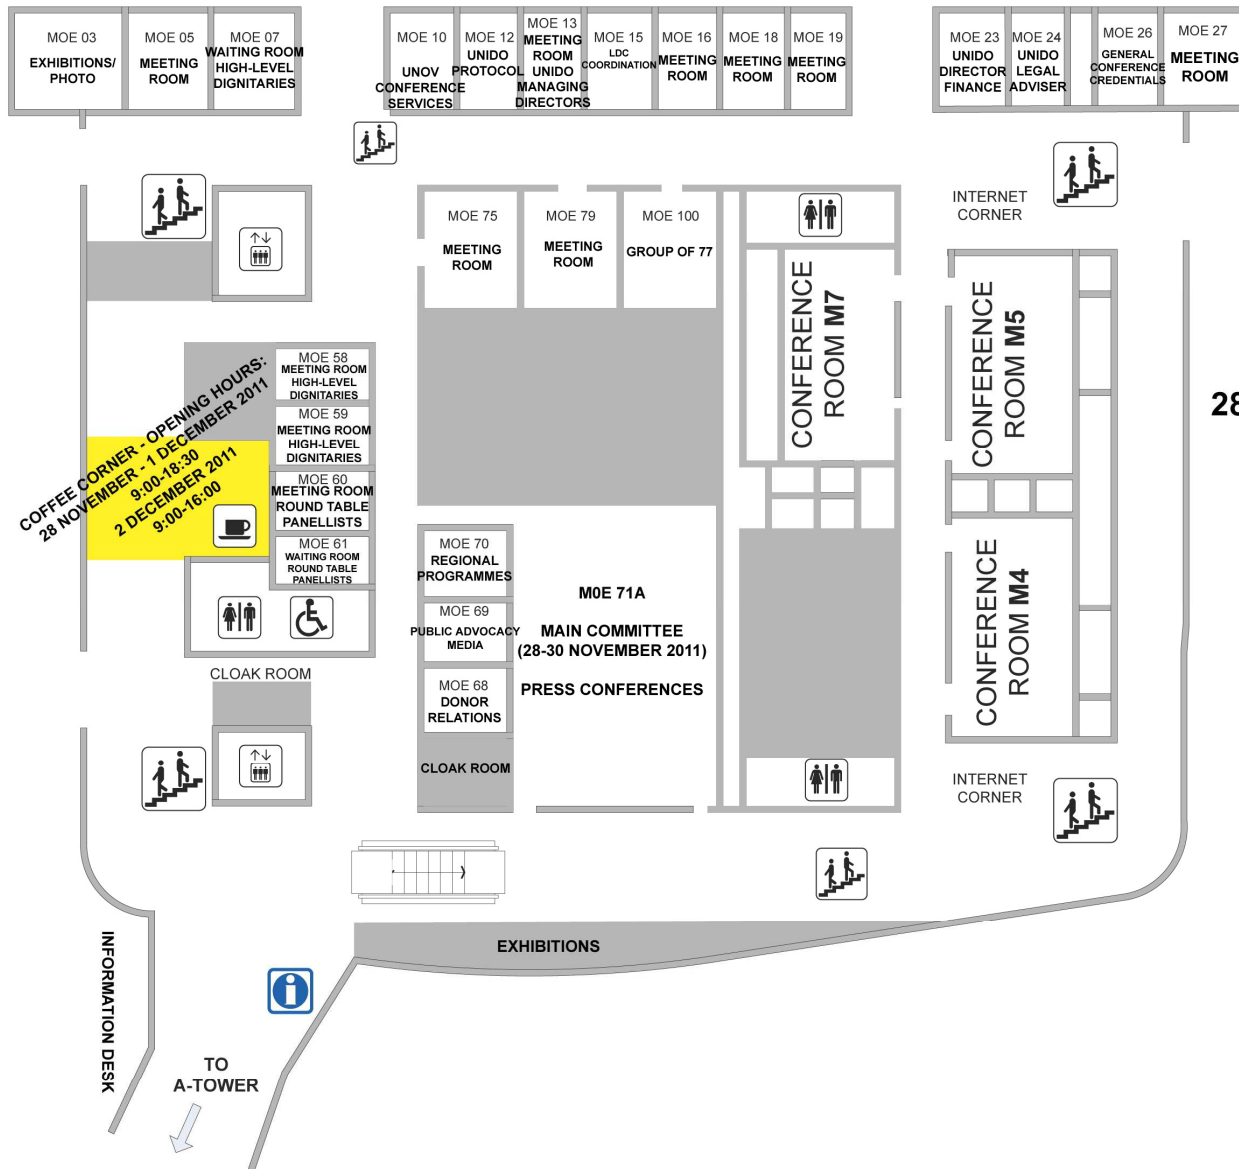 MOE 03
EXHIBITIONS/
PHOTO
MOE 05
MEETING
ROOM
MOE 07
WAITING ROOM
HIGH-LEVEL
DIGNITARIES
MOE 10
UNOV
CONFERENCE
SERVICES
MOE 12
UNIDO
PROTOCOL
MOE 13
MEETING
ROOM
UNIDO
MANAGING
DIRECTORS
MOE 15
LDC
COORDINATION
MOE 16
MEETING
ROOM
MOE 18
MEETING
ROOM
MOE 19
MEETING
ROOM
MOE 23
UNIDO
DIRECTOR
FINANCE
MOE 24
UNIDO
LEGAL
ADVISER
MOE 26
GENERAL
CONFERENCE
CREDENTIALS
MOE 27
MEETING
ROOM
INTERNET
CORNER
MOE 75
MEETING
ROOM
MOE 79
MEETING
ROOM
MOE 100
GROUP OF 77
CONFERENCE
ROOM M7
CONFERENCE
ROOM M5
28
COFFEE CORNER - OPENING HOURS:
28 NOVEMBER - 1 DECEMBER 2011
9:00-18:30
2 DECEMBER 2011
9:00-16:00
MOE 58
MEETING ROOM
HIGH-LEVEL
DIGNITARIES
MOE 59
MEETING ROOM
HIGH-LEVEL
DIGNITARIES
MOE 60
MEETING ROOM
ROUND TABLE
PANELLISTS
MOE 61
WAITING ROOM
ROUND TABLE
PANELLISTS
MOE 70
REGIONAL
PROGRAMMES
MOE 69
PUBLIC ADVOCACY
MEDIA
MOE 68
DONOR
RELATIONS
CLOAK ROOM
M0E 71A
MAIN COMMITTEE
(28-30 NOVEMBER 2011)
PRESS CONFERENCES
CONFERENCE
ROOM M4
CLOAK ROOM
INTERNET
CORNER
EXHIBITIONS
INFORMATION DESK
i
TO
A-TOWER